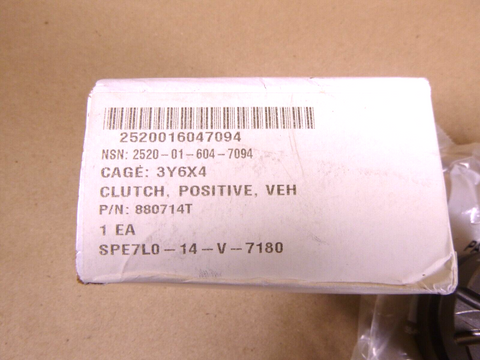 2520016047094
NSN: 2520-01-604-7094
CAGE: 3Y6X4
CLUTCH, POSITIVE, VEH
P/N: 880714T
1 EA
SPE7L0-14-V-7180